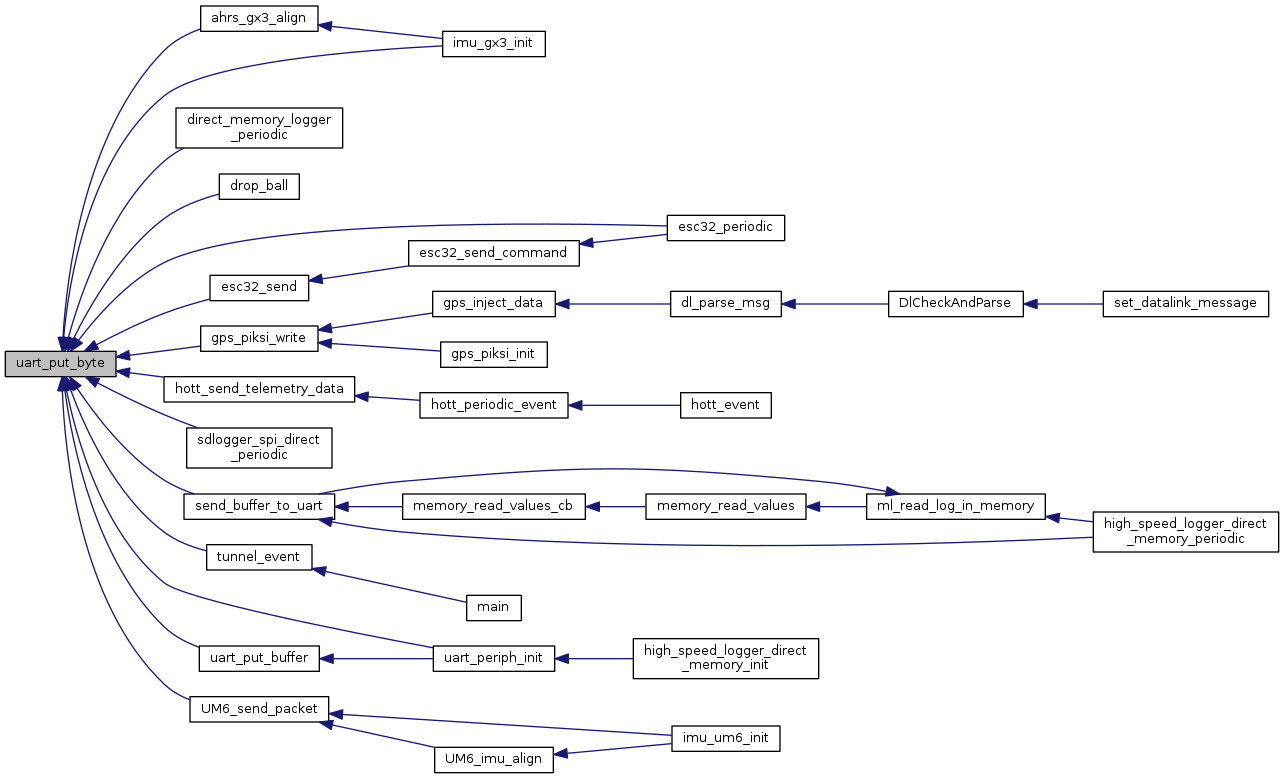 ahrs_gx3_align
imu_gx3_init
direct_memory_logger
_periodic
drop_ball
esc32_periodic
esc32_send_command
esc32_send
gps_inject_data
dl_parse_msg
DlCheckAndParse
set_datalink_message
gps_piksi_write
gps_piksi_init
uart_put_byte
hott_send_telemetry_data
hott_periodic_event
hott_event
sdlogger_spi_direct
_periodic
send_buffer_to_uart
memory_read_values_cb
memory_read_values
ml_read_log_in_memory
high_speed_logger_direct
_memory_periodic
tunnel_event
main
uart_put_buffer
uart_periph_init
high_speed_logger_direct
_memory_init
UM6_send_packet
imu_um6_init
UM6_imu_align